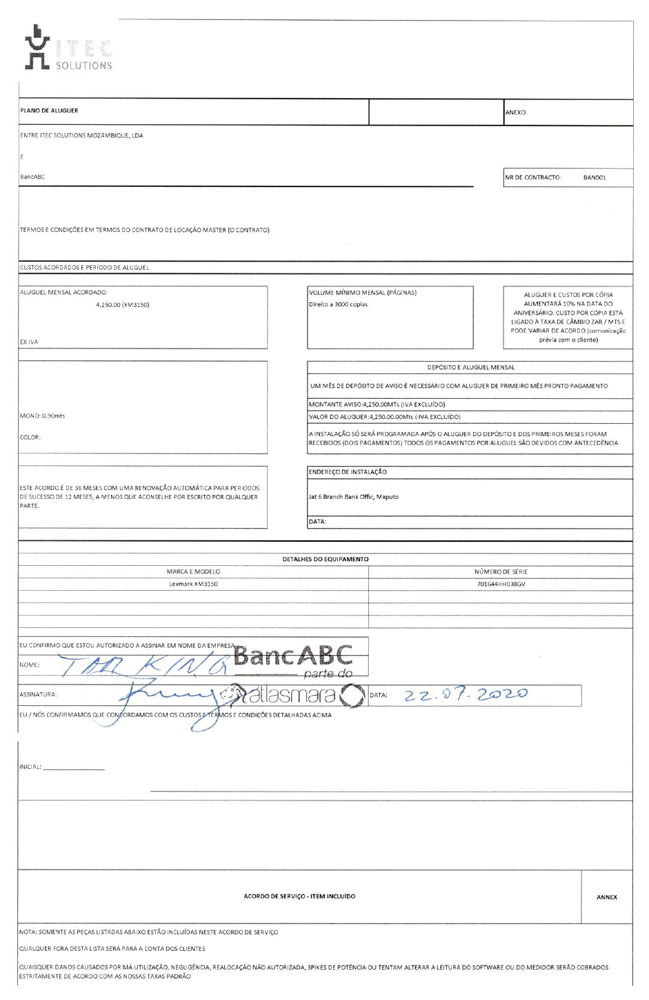 ITEC
SOLUTIONS
PLANO DE ALUGUER
ANEXO
ENTRE ITEC SOLUTIONS MOZAMBIQUE, LDA
E
BancABC
NR DE CONTRACTO: BAN001
TERMOS E CONDIÇÕES EM TERMOS DO CONTRATO DE LOCAÇÃO MASTER (O CONTRATO)
CUSTOS ACORDADOS E PERÍODO DE ALUGUEL
ALUGUEL MENSAL ACORDADO
4,250.00 (XM3150)
EX IVA
VOLUME MÍNIMO MENSAL (PÁGINAS)
Direito a 3000 copias
ALUGUER E CUSTOS POR CÓPIA
AUMENTARÁ 10% NA DATA DO
ANIVERSÁRIO. CUSTO POR CÓPIA ESTÁ
LIGADO À TAXA DE CÂMBIO ZAR / MTS E
PODE VARIAR DE ACORDO (comunicação
prévia com o cliente)
MONO: 0.90mts
COLOR:
DEPÓSITO E ALUGUEL MENSAL
UM MÊS DE DEPÓSITO DE AVISO É NECESSÁRIO COM ALUGUER DE PRIMEIRO MÊS PRONTO PAGAMENTO
MONTANTE AVISO:4,250.00MTs (IVA EXCLUÍDO)
VALOR DO ALUGUER:4,250.00.00Mts ( IVA EXCLUÍDO)
A INSTALAÇÃO SÓ SERÁ PROGRAMADA APÓS O ALUGUER DO DEPÓSITO E DOS PRIMEIROS MESES FORAM
RECEBIDOS (DOIS PAGAMENTOS) TODOS OS PAGAMENTOS POR ALUGUEL SÃO DEVIDOS COM ANTECEDÊNCIA
ESTE ACORDO É DE 36 MESES COM UMA RENOVAÇÃO AUTOMÁTICA PARA PERÍODOS
DE SUCESSO DE 12 MESES, A MENOS QUE ACONSELHE POR ESCRITO POR QUALQUER
PARTE.
ENDEREÇO DE INSTALAÇÃO
Jat 6 Branch Bank Offic, Maputo
DATA:
DETALHES DO EQUIPAMENTO
MARCA E MODELO NÚMERO DE SÉRIE
Lexmark XM3150 701644HH038GV
EU CONFIRMO QUE ESTOU AUTORIZADO A ASSINAR EM NOME DA EMPRESA
BancABC
NOME: KING
parte do
ASSINATURA:
atlasmara
DATA: 22.07.2020
EU / NÓS CONFIRMAMOS QUE CONCORDAMOS COM OS CUSTOS E TERMOS E CONDIÇÕES DETALHADAS ACIMA
INICIAL:
ACORDO DE SERVIÇO - ITEM INCLUÍDO
ANNEX
NOTA: SOMENTE AS PEÇAS LISTADAS ABAIXO ESTÃO INCLUÍDAS NESTE ACORDO DE SERVIÇO
QUALQUER FORA DESTA LISTA SERÁ PARA A CONTA DOS CLIENTES
QUAISQUER DANOS CAUSADOS POR MÁ UTILIZAÇÃO, NEGLIGÊNCIA, REALOCAÇÃO NÃO AUTORIZADA, SPIKES DE POTÊNCIA OU TENTAM ALTERAR A LEITURA DO SOFTWARE OU DO MEDIDOR SERÃO COBRADOS
ESTRITAMENTE DE ACORDO COM AS NOSSAS TAXAS PADRÃO